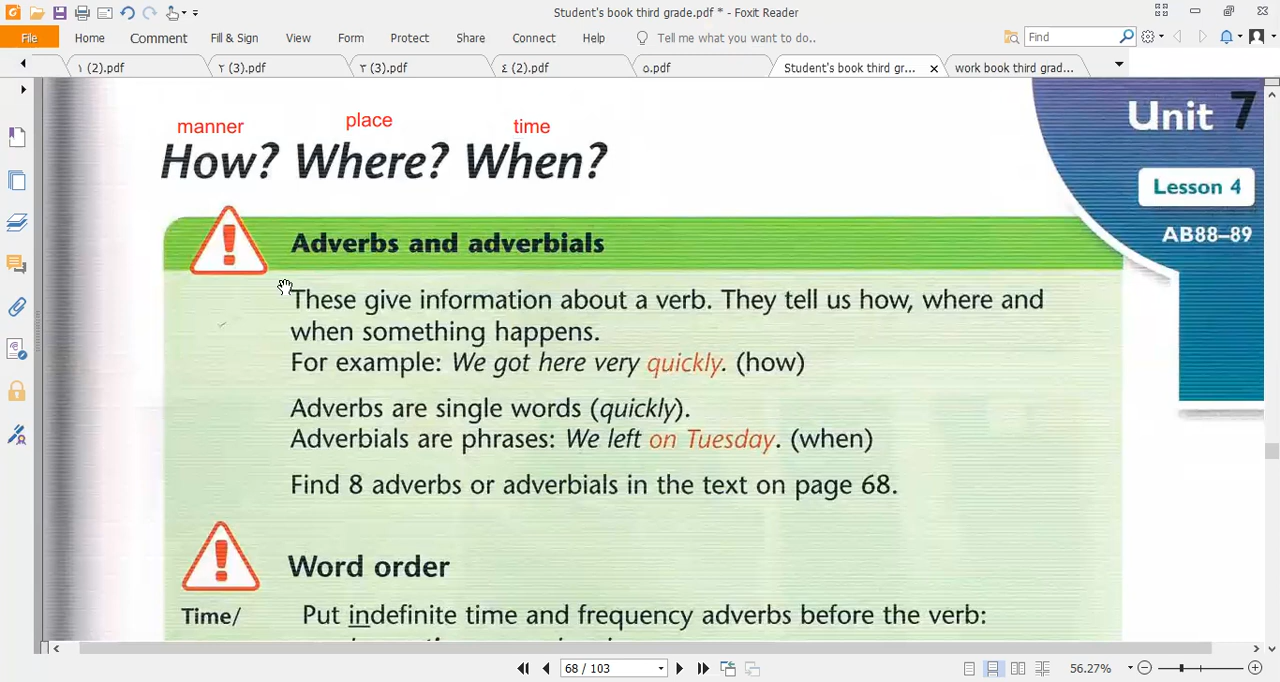 Student's book third grade.pdf * - Foxit Reader
File Home Comment Fill & Sign View Form Protect Share Connect Help Tell me what you want to do.. Find
١ (2).pdf ٢ (3).pdf ٣ (3).pdf ٤ (2).pdf ٥.pdf Student's book third gr... work book third grad...
manner place time
How? Where? When?
Unit 7
Lesson 4
AB88–89
Adverbs and adverbials
These give information about a verb. They tell us how, where and
when something happens.
For example: We got here very quickly. (how)
Adverbs are single words (quickly).
Adverbials are phrases: We left on Tuesday. (when)
Find 8 adverbs or adverbials in the text on page 68.
Word order
Time/ Put indefinite time and frequency adverbs before the verb:
68 / 103
56.27%